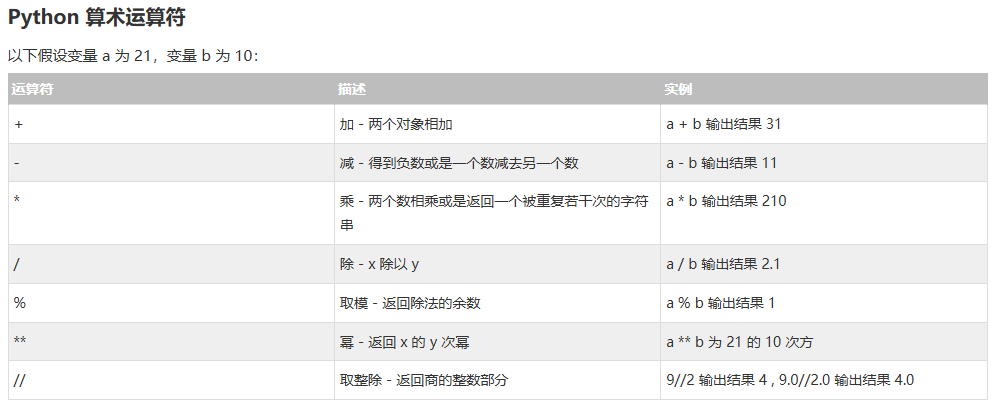 Python 算术运算符
以下假设变量 a 为 21，变量 b 为 10：
运算符 描述 实例
+ 加 - 两个对象相加 a + b 输出结果 31
- 减 - 得到负数或是一个数减去另一个数 a - b 输出结果 11
* 乘 - 两个数相乘或是返回一个被重复若干次的字符 a * b 输出结果 210
串
/ 除 - x 除以 y a / b 输出结果 2.1
% 取模 - 返回除法的余数 a % b 输出结果 1
** 幂 - 返回 x 的 y 次幂 a ** b 为 21 的 10 次方
// 取整除 - 返回商的整数部分 9//2 输出结果 4 , 9.0//2.0 输出结果 4.0